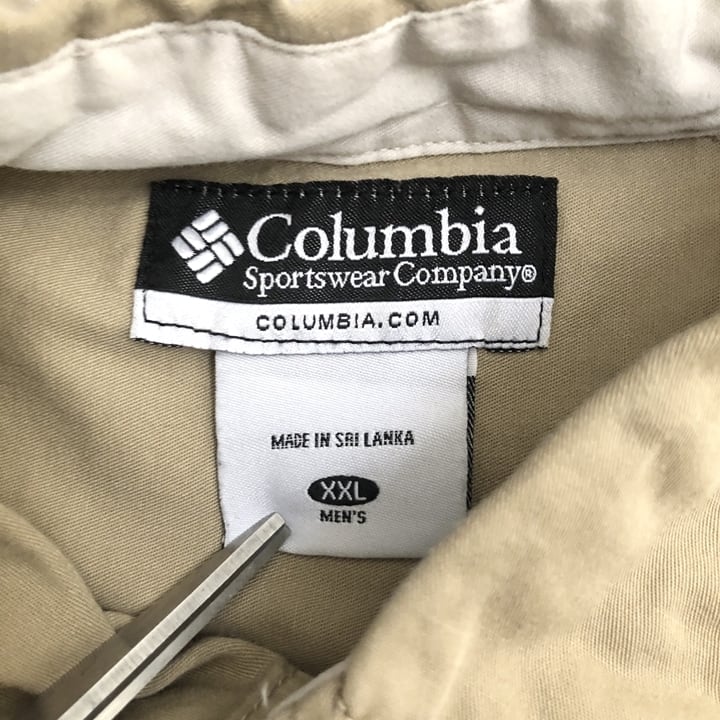 Columbia
Sportswear Company®
COLUMBIA.COM
MADE IN SRI LANKA
XXL
MEN'S